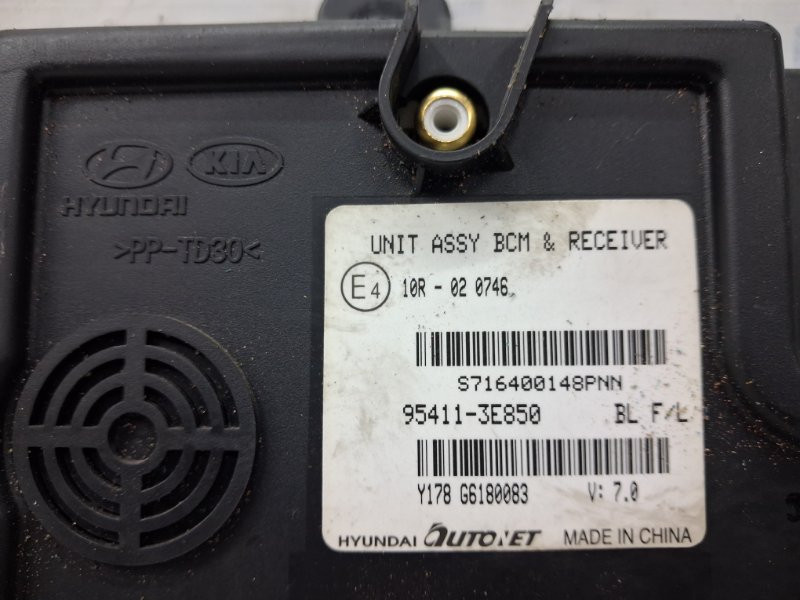 KIA
HYUNDAI
>PP-TD30<
UNIT ASSY BCM & RECEIVER
E4 10R - 02 0746
S716400148PNN
95411-3E850 BL F/L
Y178 G6180083 V: 7.0
HYUNDAI AUTONET MADE IN CHINA